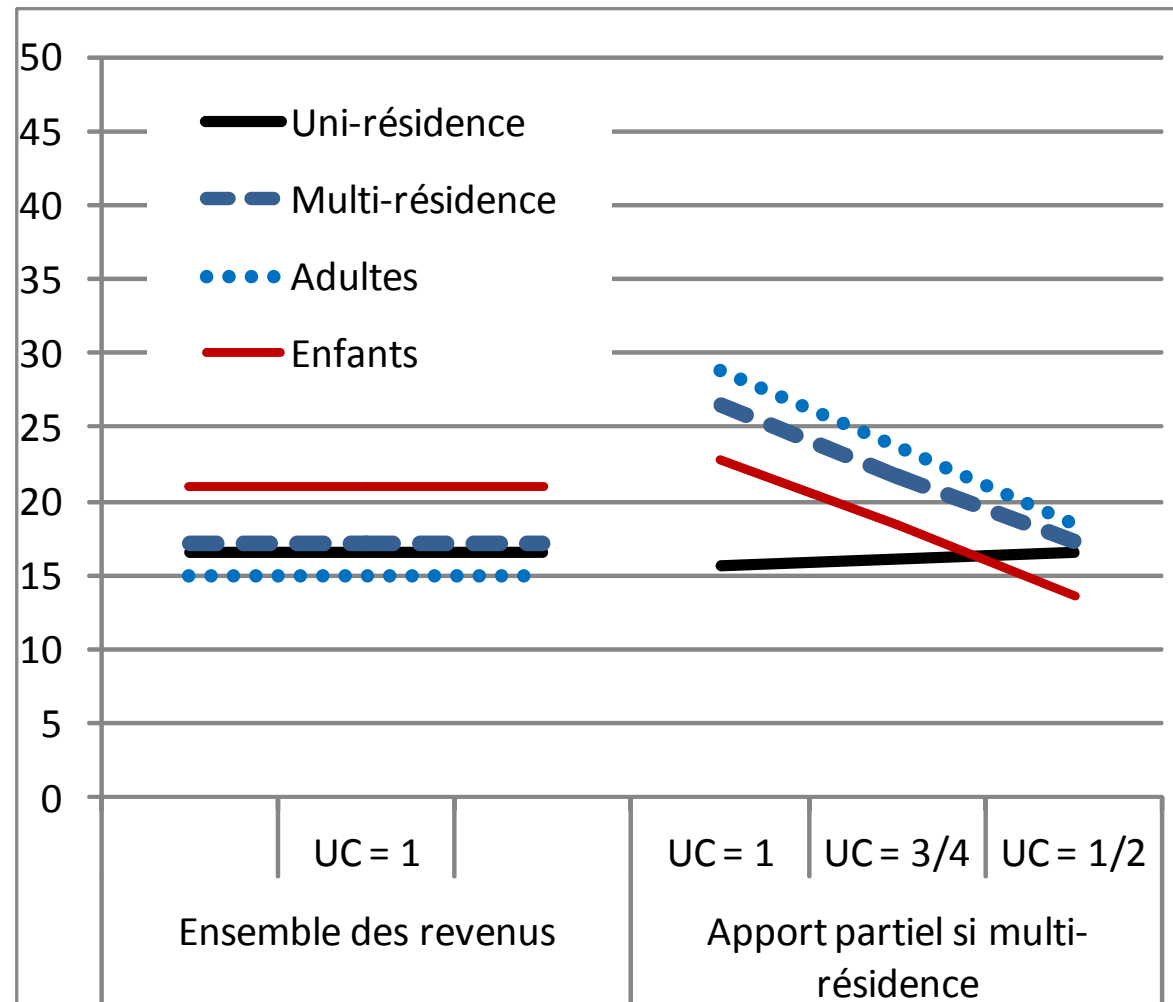 50
45
40
35
30
25
20
15
10
5
0
Uni-résidence
Multi-résidence
Adultes
Enfants
UC = 1
UC = 1
UC = 3/4
UC = 1/2
Ensemble des revenus
Apport partiel si multi-
résidence